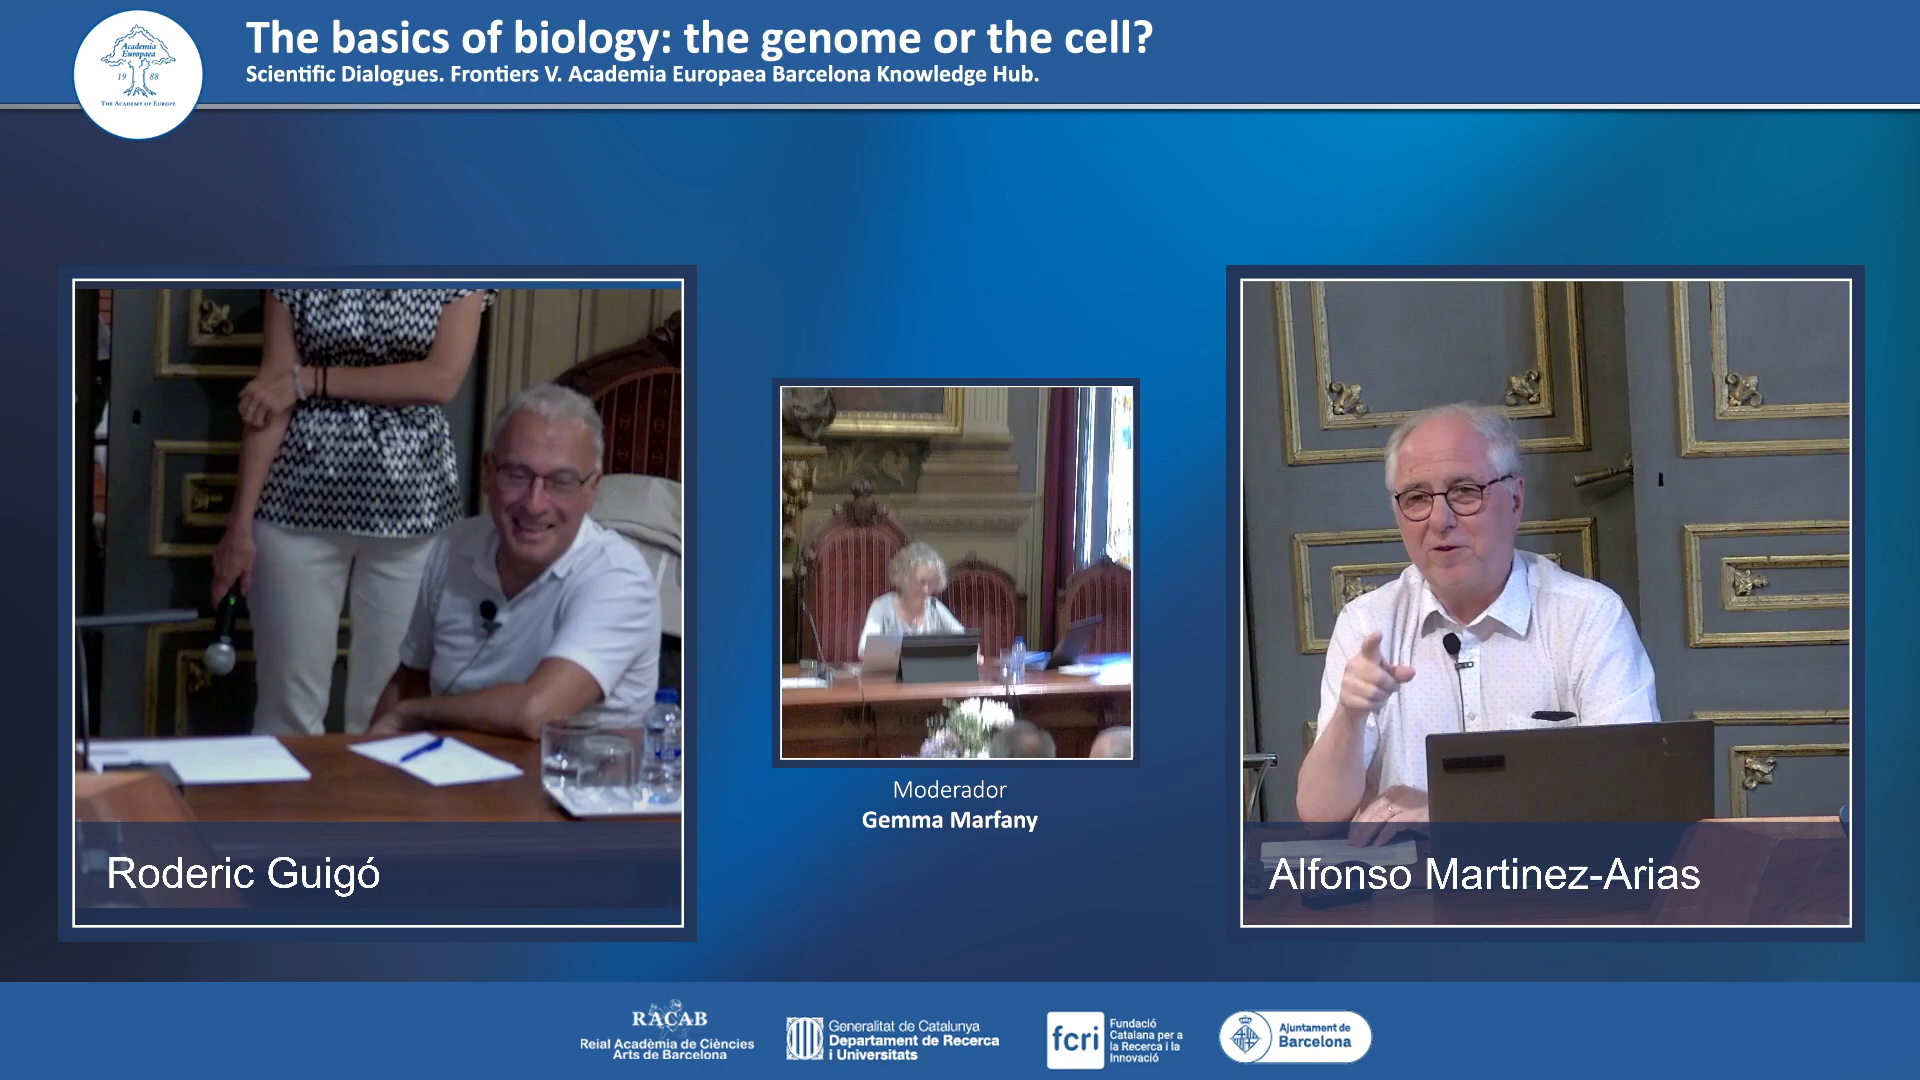 The basics of biology: the genome or the cell?
Scientific Dialogues. Frontiers V. Academia Europaea Barcelona Knowledge Hub.
Academia
Europaea
19 88
THE ACADEMY OF EUROPE
Moderador
Gemma Marfany
Roderic Guigó
Alfonso Martinez-Arias
RACAB
Reial Acadèmia de Ciències
Arts de Barcelona
Generalitat de Catalunya
Departament de Recerca
i Universitats
fcri
Fundació
Catalana per a
la Recerca i la
Innovació
Ajuntament de
Barcelona